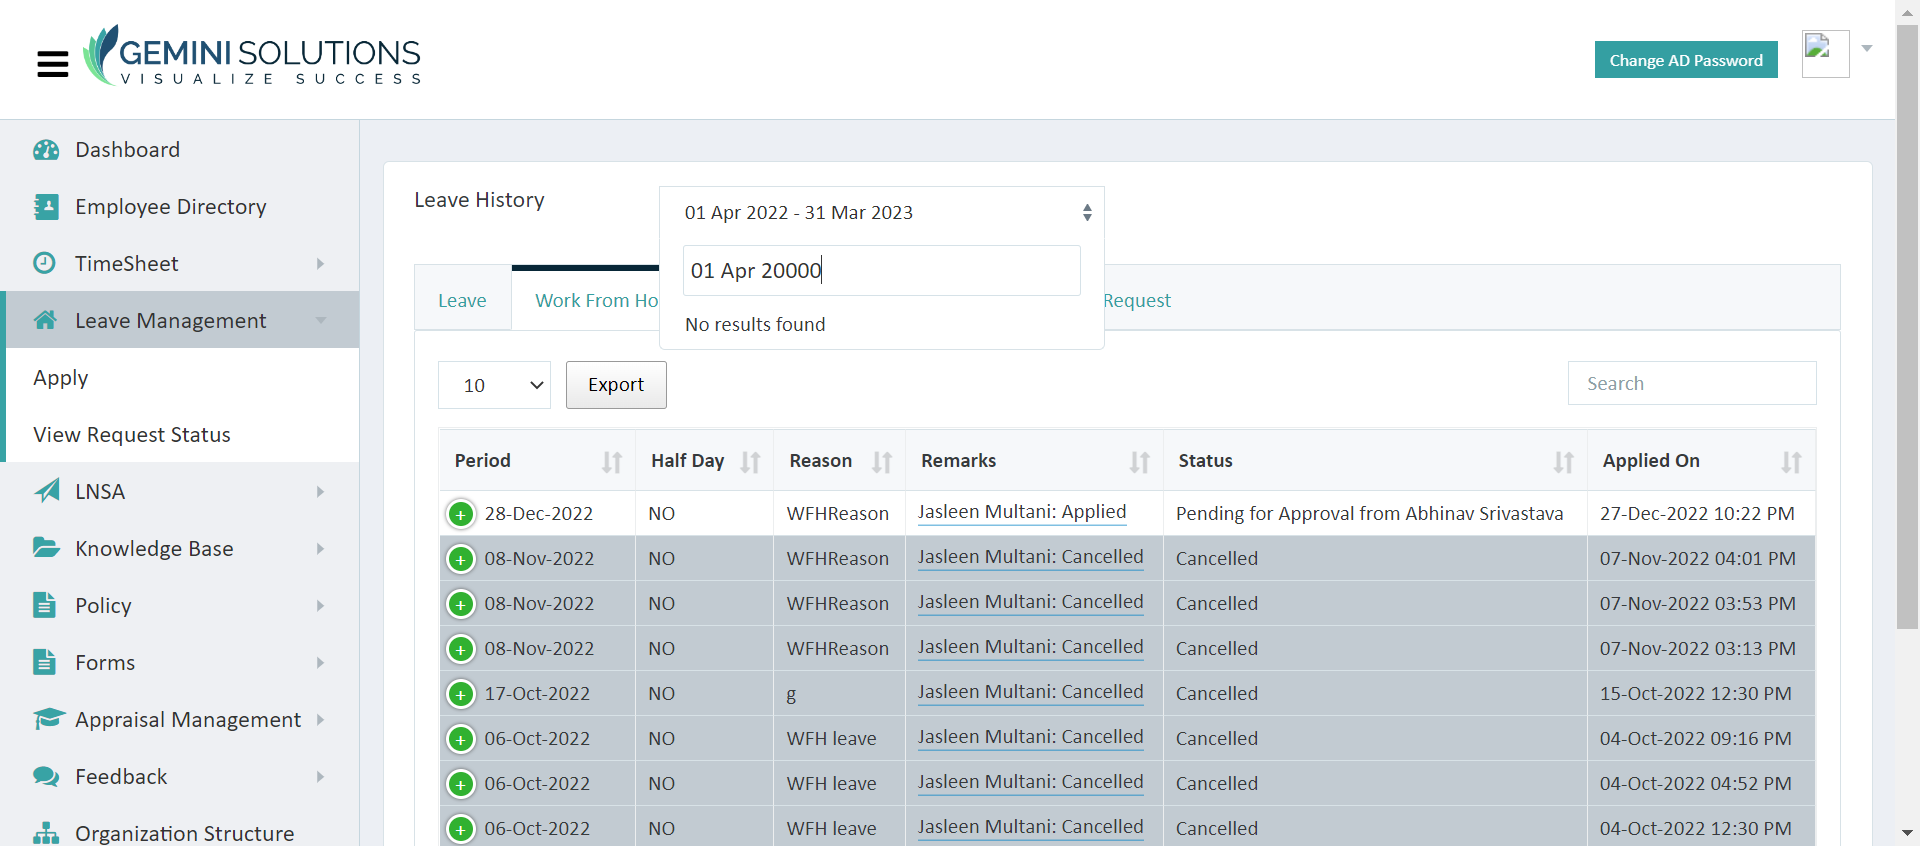 GEMINI SOLUTIONS
VISUALIZE SUCCESS
Change AD Password
Dashboard
Employee Directory
TimeSheet
Leave Management
Apply
View Request Status
LNSA
Knowledge Base
Policy
Forms
Appraisal Management
Feedback
Organization Structure
Leave History
01 Apr 2022 - 31 Mar 2023
01 Apr 20000
No results found
Leave Work From Ho Request
10 Export Search
Period Half Day Reason Remarks Status Applied On
28-Dec-2022 NO WFHReason Jasleen Multani: Applied Pending for Approval from Abhinav Srivastava 27-Dec-2022 10:22 PM
08-Nov-2022 NO WFHReason Jasleen Multani: Cancelled Cancelled 07-Nov-2022 04:01 PM
08-Nov-2022 NO WFHReason Jasleen Multani: Cancelled Cancelled 07-Nov-2022 03:53 PM
08-Nov-2022 NO WFHReason Jasleen Multani: Cancelled Cancelled 07-Nov-2022 03:13 PM
17-Oct-2022 NO g Jasleen Multani: Cancelled Cancelled 15-Oct-2022 12:30 PM
06-Oct-2022 NO WFH leave Jasleen Multani: Cancelled Cancelled 04-Oct-2022 09:16 PM
06-Oct-2022 NO WFH leave Jasleen Multani: Cancelled Cancelled 04-Oct-2022 04:52 PM
06-Oct-2022 NO WFH leave Jasleen Multani: Cancelled Cancelled 04-Oct-2022 12:30 PM